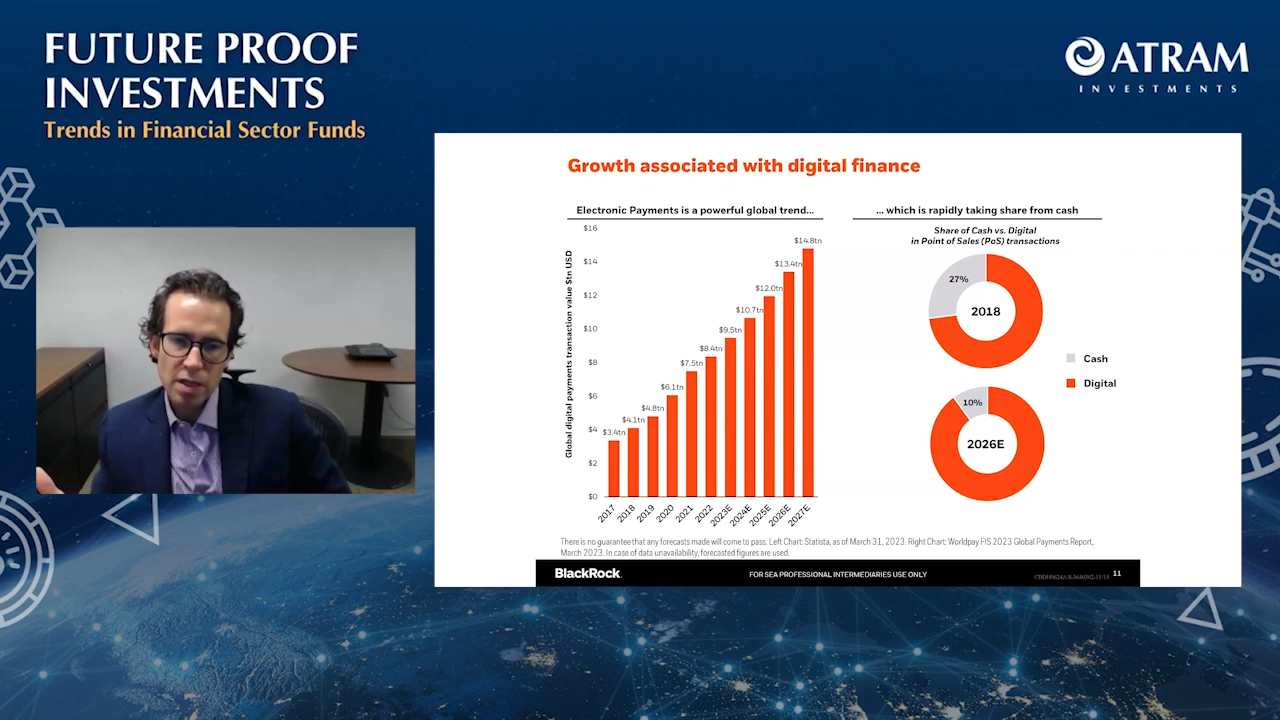 FUTURE PROOF
INVESTMENTS
Trends in Financial Sector Funds
ATRAM
INVESTMENTS
Growth associated with digital finance
Electronic Payments is a powerful global trend...
Global digital payments transaction value $tn USD
$16
$14
$12
$10
$8
$6
$4
$2
$0
$3.4tn
$4.1tn
$4.8tn
$6.1tn
$7.5tn
$8.4tn
$9.5tn
$10.7tn
$12.0tn
$13.4tn
$14.8tn
2017
2018
2019
2020
2021
2022
2023E
2024E
2025E
2026E
2027E
... which is rapidly taking share from cash
Share of Cash vs. Digital
in Point of Sales (PoS) transactions
27%
2018
Cash
Digital
10%
2026E
There is no guarantee that any forecasts made will come to pass. Left Chart: Statista, as of March 31, 2023. Right Chart: Worldpay FIS 2023 Global Payments Report,
March 2023. In case of data unavailability, forecasted figures are used.
BlackRock
FOR SEA PROFESSIONAL INTERMEDIARIES USE ONLY
11